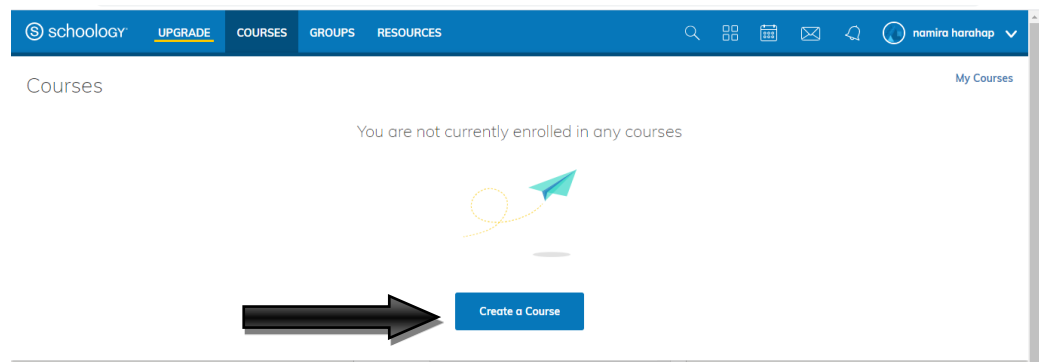 schoology UPGRADE COURSES GROUPS RESOURCES namira harahap
Courses
My Courses
You are not currently enrolled in any courses
Create a Course